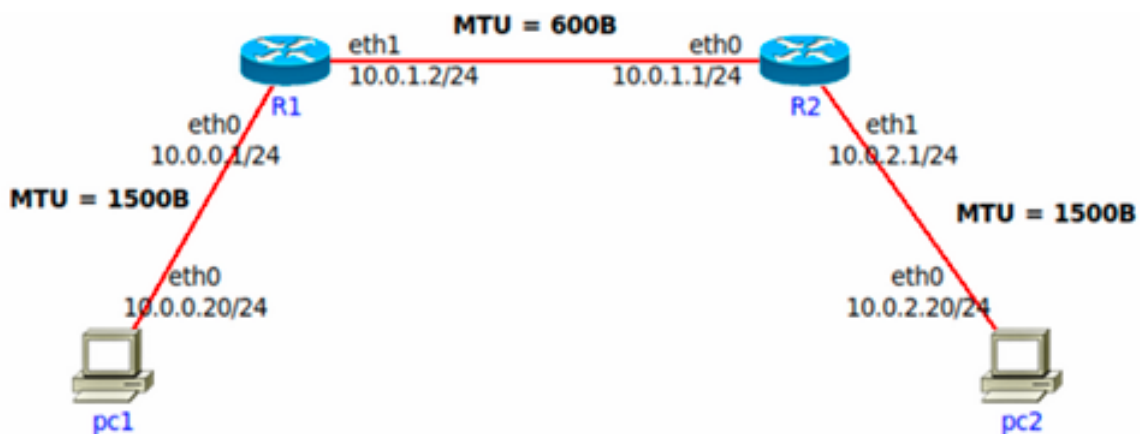 MTU = 600B
eth1
10.0.1.2/24
eth0
10.0.1.1/24
R1
R2
eth0
10.0.0.1/24
eth1
10.0.2.1/24
MTU = 1500B
MTU = 1500B
eth0
10.0.0.20/24
eth0
10.0.2.20/24
pc1
pc2